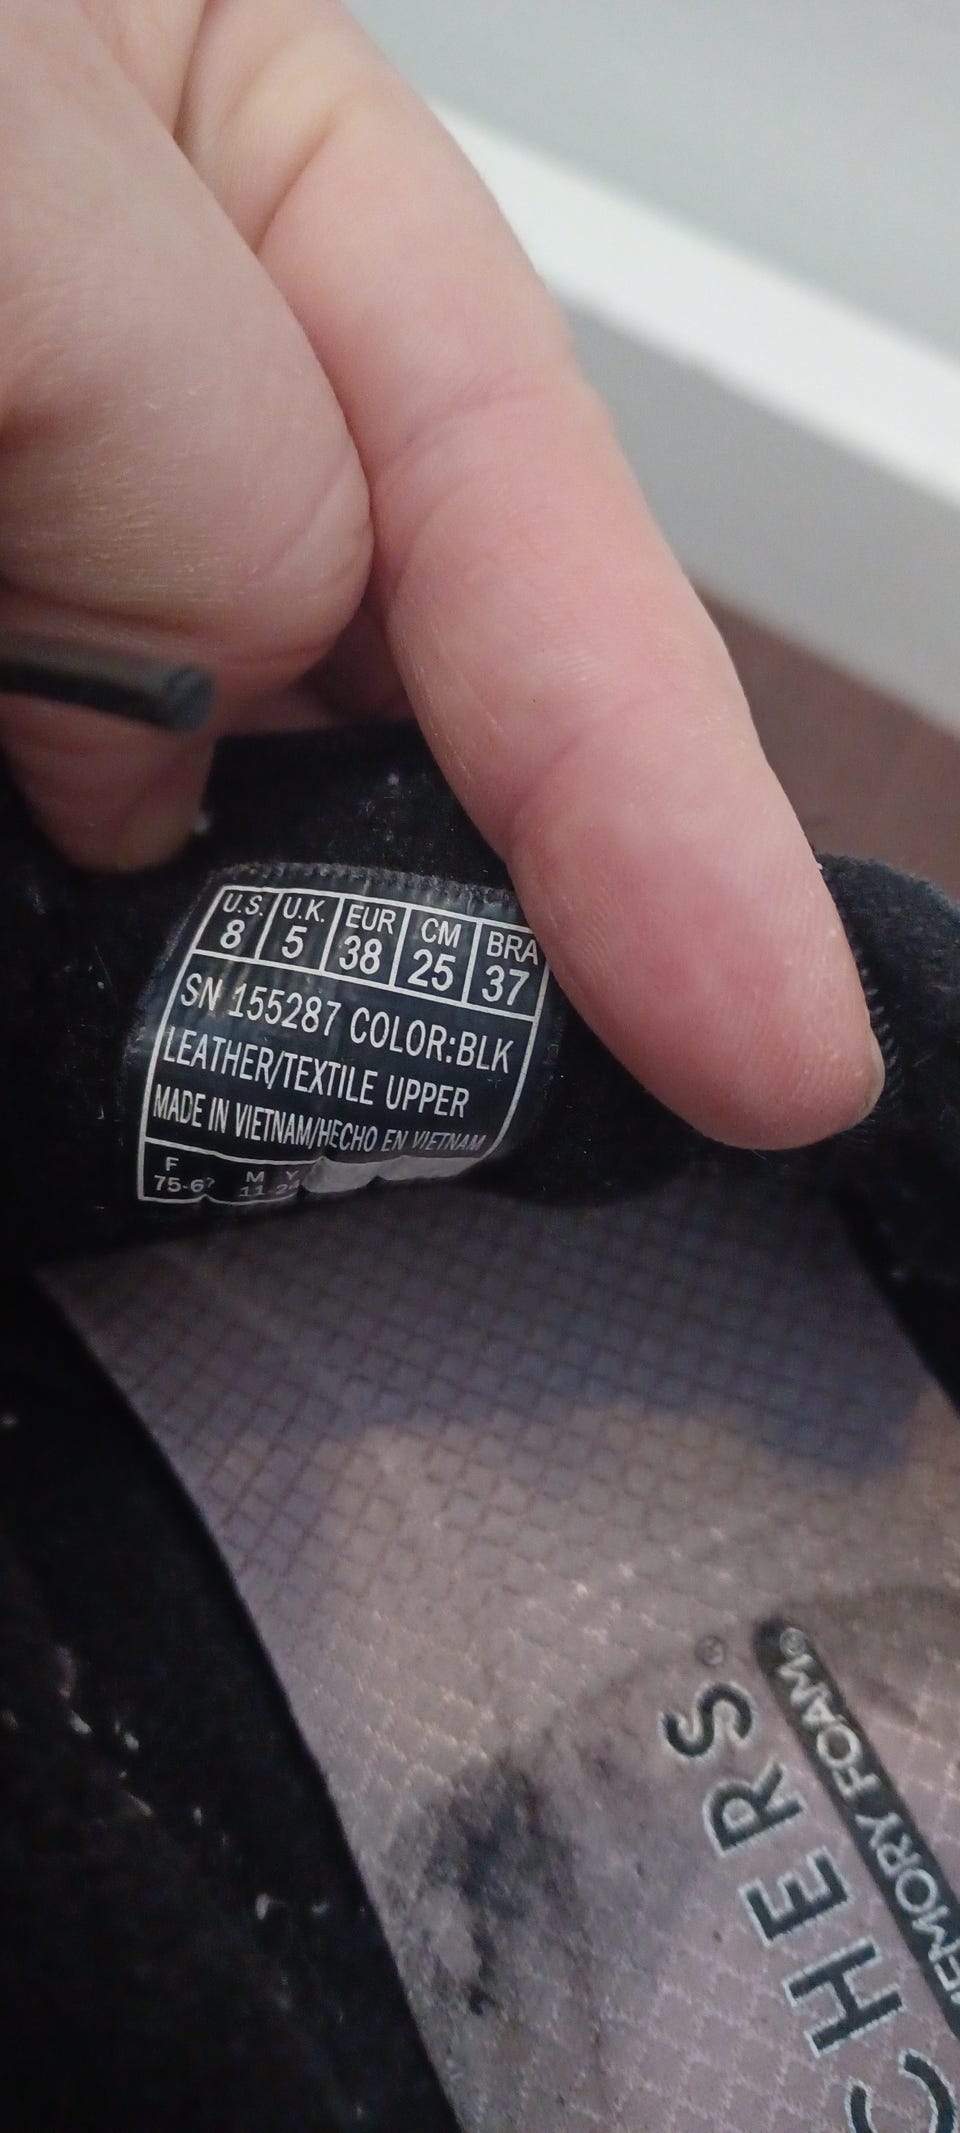 U.S. U.K. EUR CM BRA
8 5 38 25 37
SN 155287 COLOR:BLK
LEATHER/TEXTILE UPPER
MADE IN VIETNAM/HECHO EN VIETNAM
F M Y
CHERS®
MEMORY FOAM®